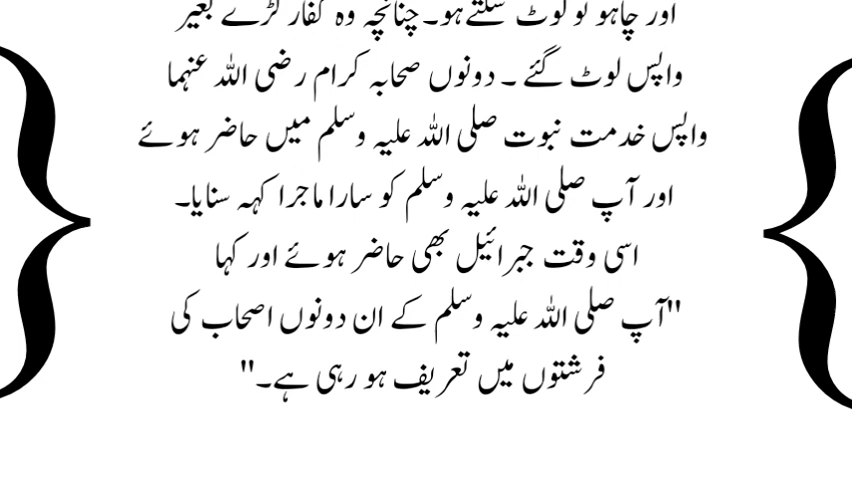 اور چاہو تو لوٹ سکتے ہو۔ چنانچہ وہ کفار لڑے بغیر
واپس لوٹ گئے ۔ دونوں صحابہ کرام رضی اللہ عنہما
واپس خدمت نبوت صلی اللہ علیہ وسلم میں حاضر ہوئے
اور آپ صلی اللہ علیہ وسلم کو سارا ماجرا کہہ سنایا۔
اسی وقت جبرائیل بھی حاضر ہوئے اور کہا
"آپ صلی اللہ علیہ وسلم کے ان دونوں اصحاب کی
فرشتوں میں تعریف ہو رہی ہے۔"